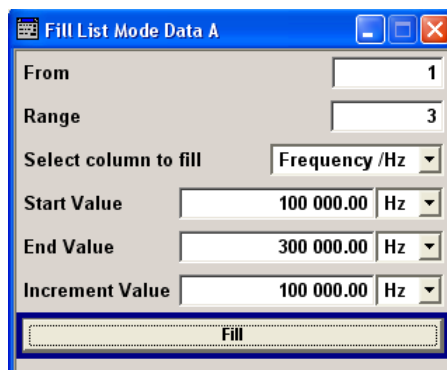 Fill List Mode Data A
From 1
Range 3
Select column to fill Frequency /Hz
Start Value 100 000.00 Hz
End Value 300 000.00 Hz
Increment Value 100 000.00 Hz
Fill